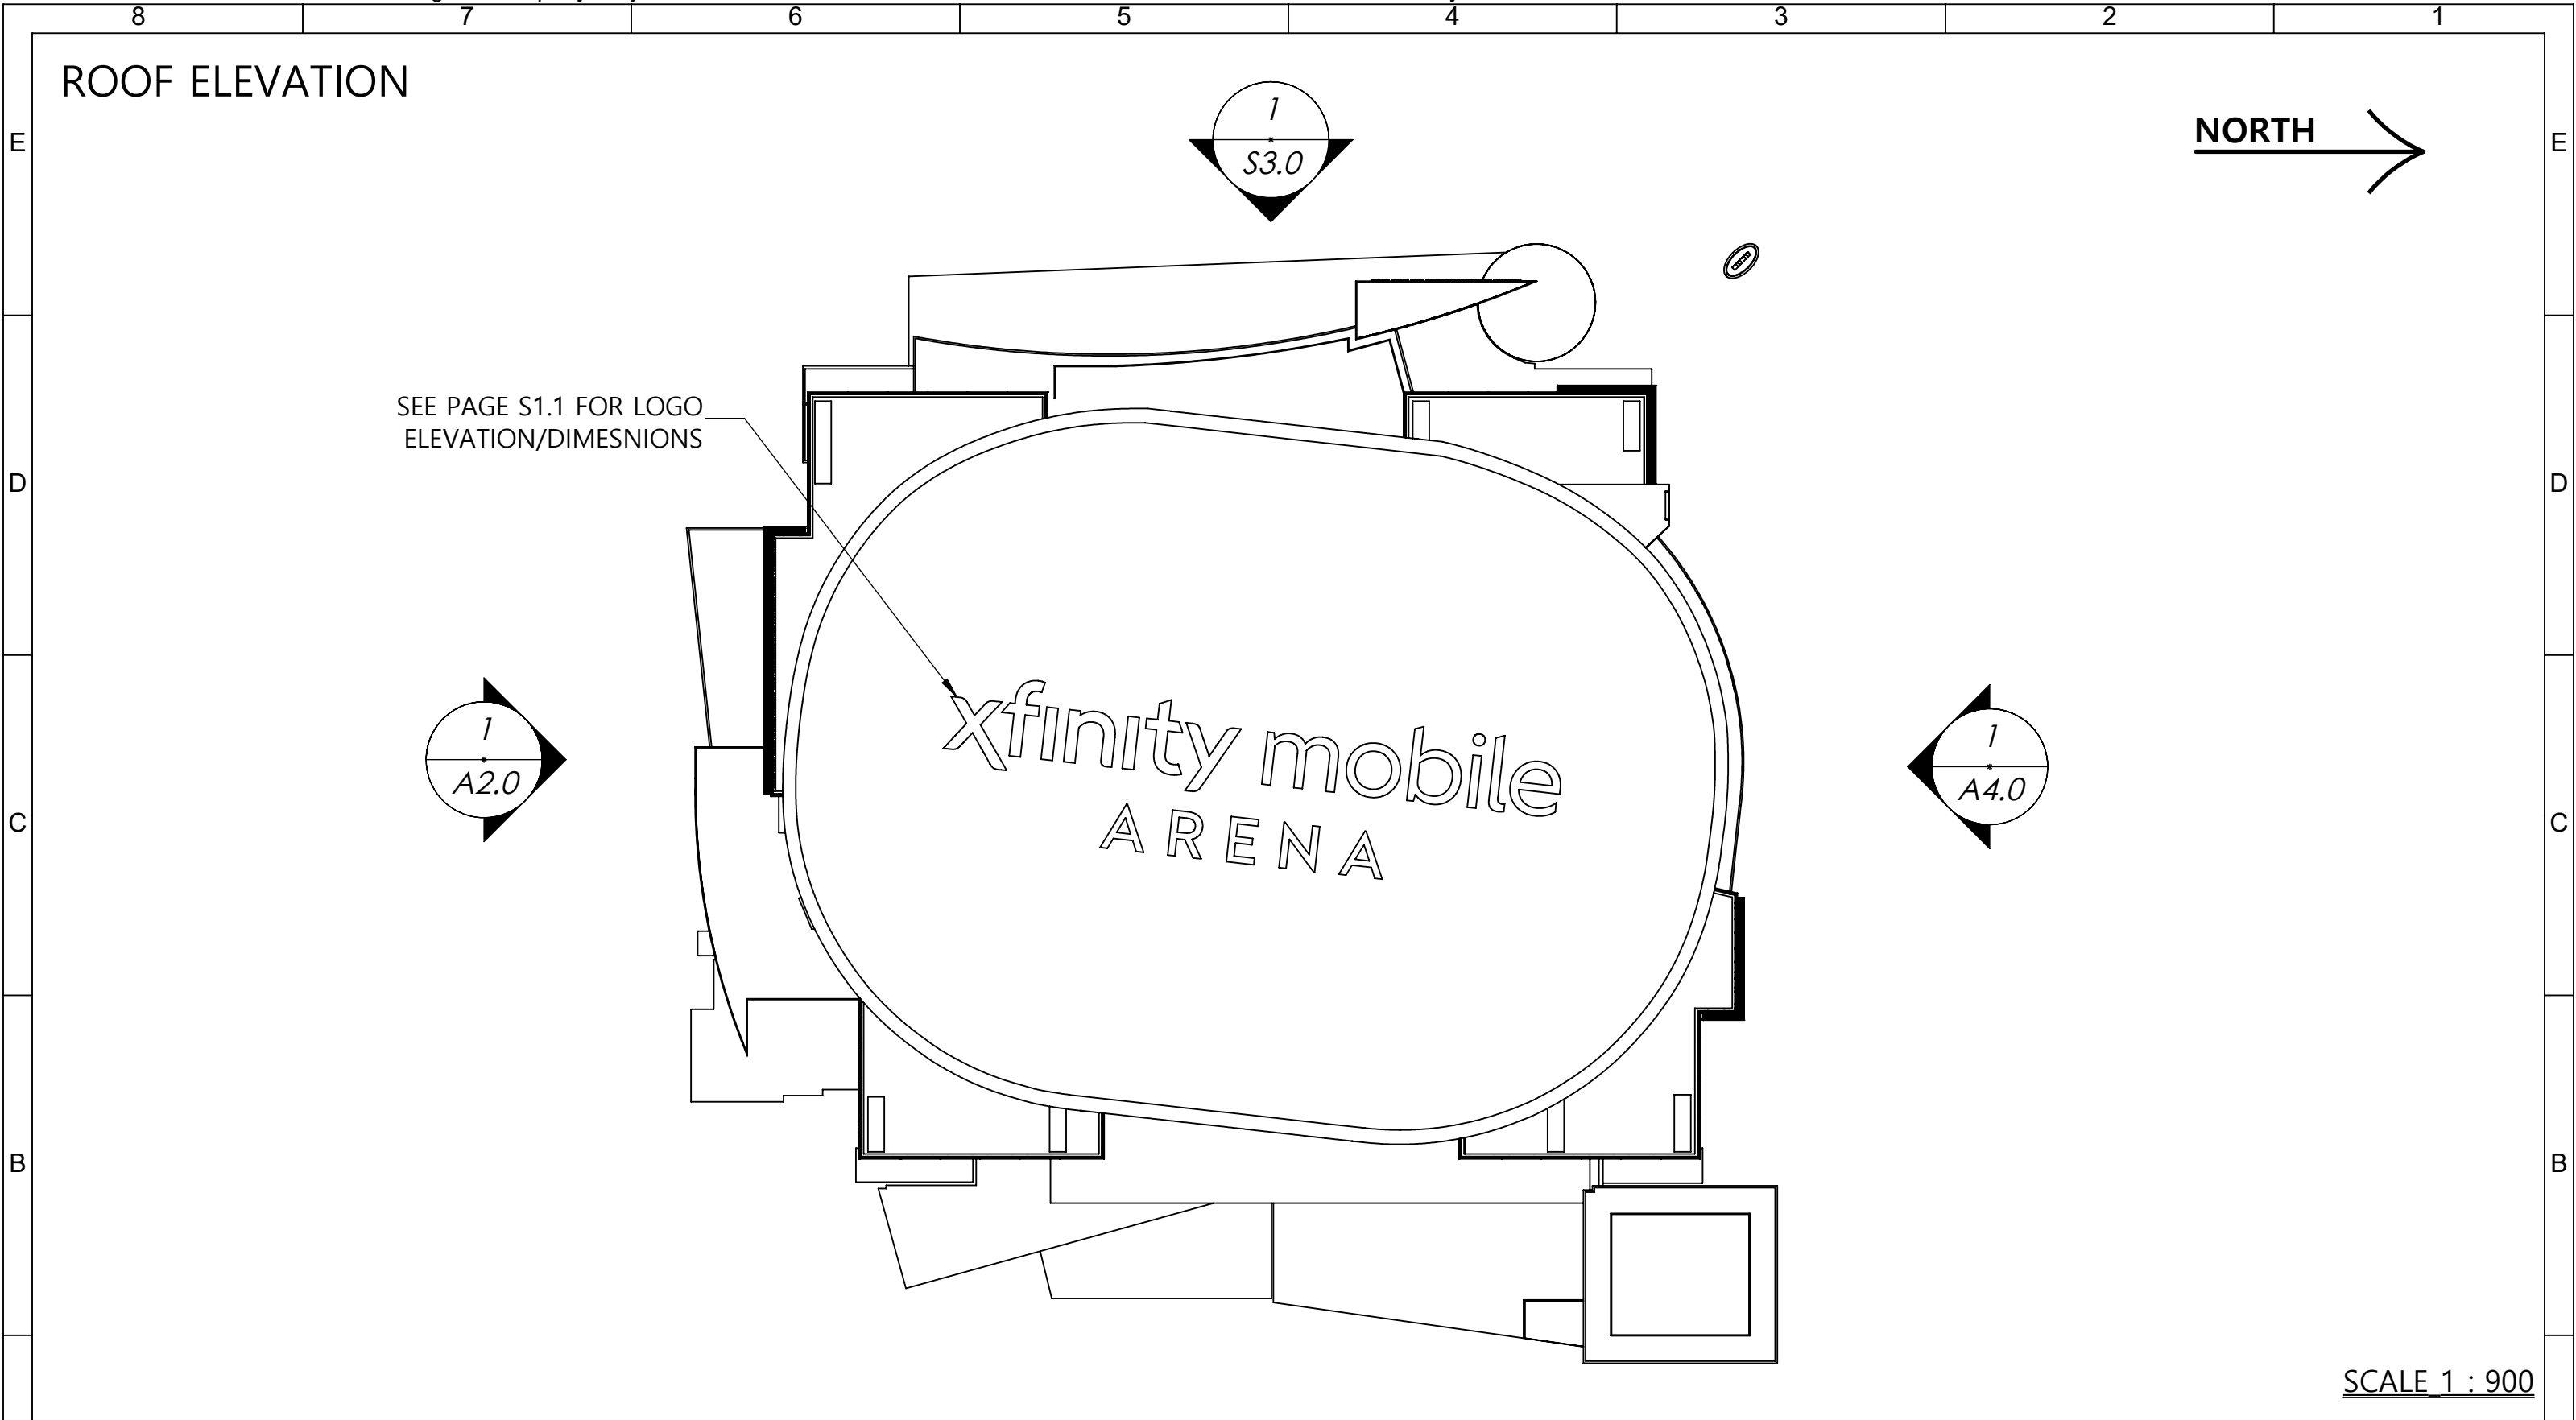 8 7 6 5 4 3 2 1
ROOF ELEVATION
1
S3.0
NORTH
E E
SEE PAGE S1.1 FOR LOGO
ELEVATION/DIMESNIONS
D D
xfinity mobile
ARENA
1
A2.0
1
A4.0
C C
B B
SCALE 1 : 900